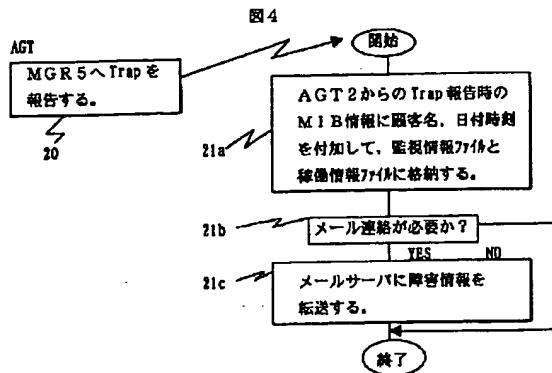 図4
AGT
MGR5へTrapを
報告する。
20
開始
AGT2からのTrap報告時の
MIB情報に顧客名，日付時刻
を付加して，監視情報ファイルと
稼働情報ファイルに格納する。
21a
21b
メール連絡が必要か？
YES NO
21c
メールサーバに障害情報を
転送する。
終了